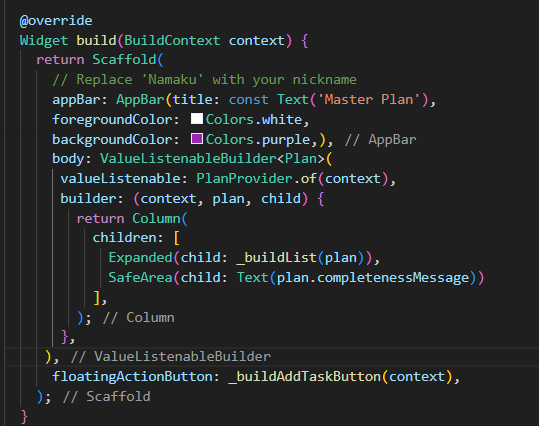 @override
Widget build(BuildContext context) {
  return Scaffold(
    // Replace 'Namaku' with your nickname
    appBar: AppBar(title: const Text('Master Plan'),
    foregroundColor: Colors.white,
    backgroundColor: Colors.purple,), // AppBar
    body: ValueListenableBuilder<Plan>(
     valueListenable: PlanProvider.of(context),
     builder: (context, plan, child) {
       return Column(
         children: [
           Expanded(child: _buildList(plan)),
           SafeArea(child: Text(plan.completenessMessage))
         ],
       ); // Column
     },
   ), // ValueListenableBuilder
    floatingActionButton: _buildAddTaskButton(context),
  ); // Scaffold
}